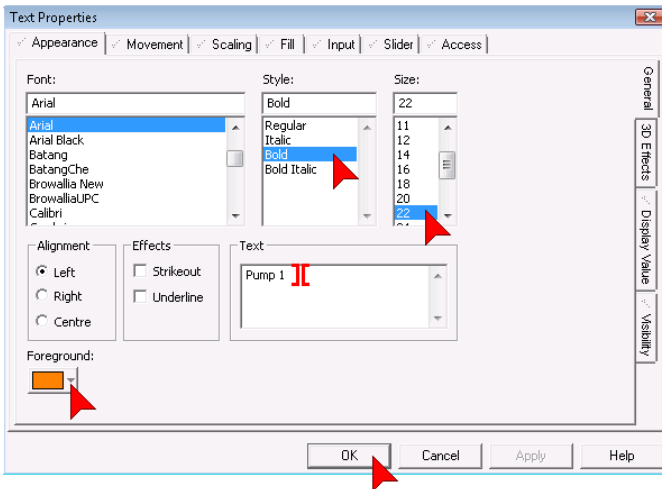 Text Properties
Appearance Movement Scaling Fill Input Slider Access
General
3D Effects
Display Value
Visibility
Font: Style: Size:
Arial Bold 22
Arial
Arial Black
Batang
BatangChe
Browallia New
BrowalliaUPC
Calibri
Regular
Italic
Bold
Bold Italic
11
12
14
16
18
20
22
Alignment
Left
Right
Centre
Effects
Strikeout
Underline
Text
Pump 1
Foreground:
OK Cancel Apply Help